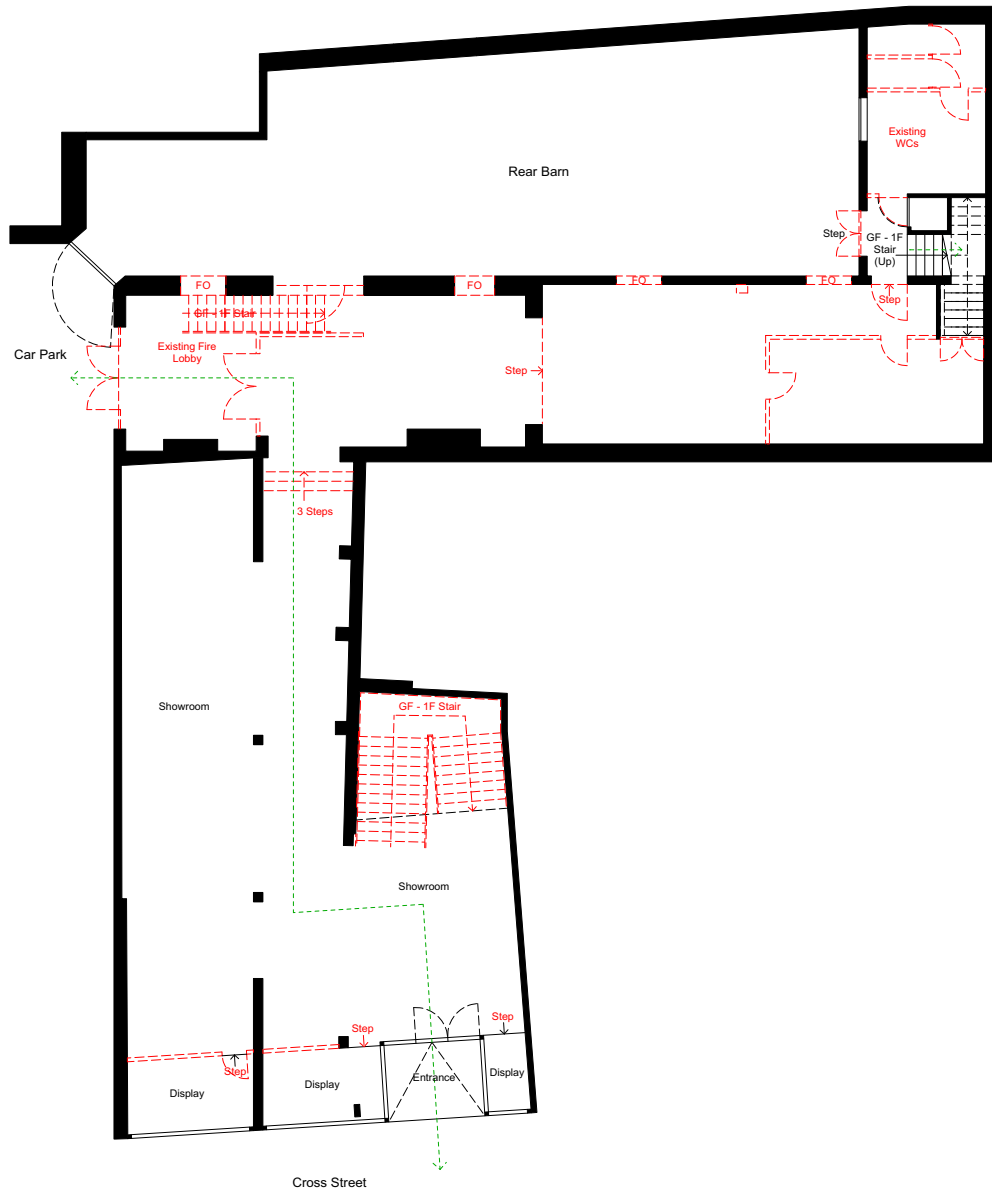 Existing
WCs
Rear Barn
Step
GF - 1F
Stair
(Up)
FO
FO
FO
FO
Step
GF - 1F Stair
Existing Fire
Lobby
Car Park
Step
3 Steps
Showroom
GF - 1F Stair
Showroom
Step
Step
Step
Display
Display
Entrance
Display
Cross Street